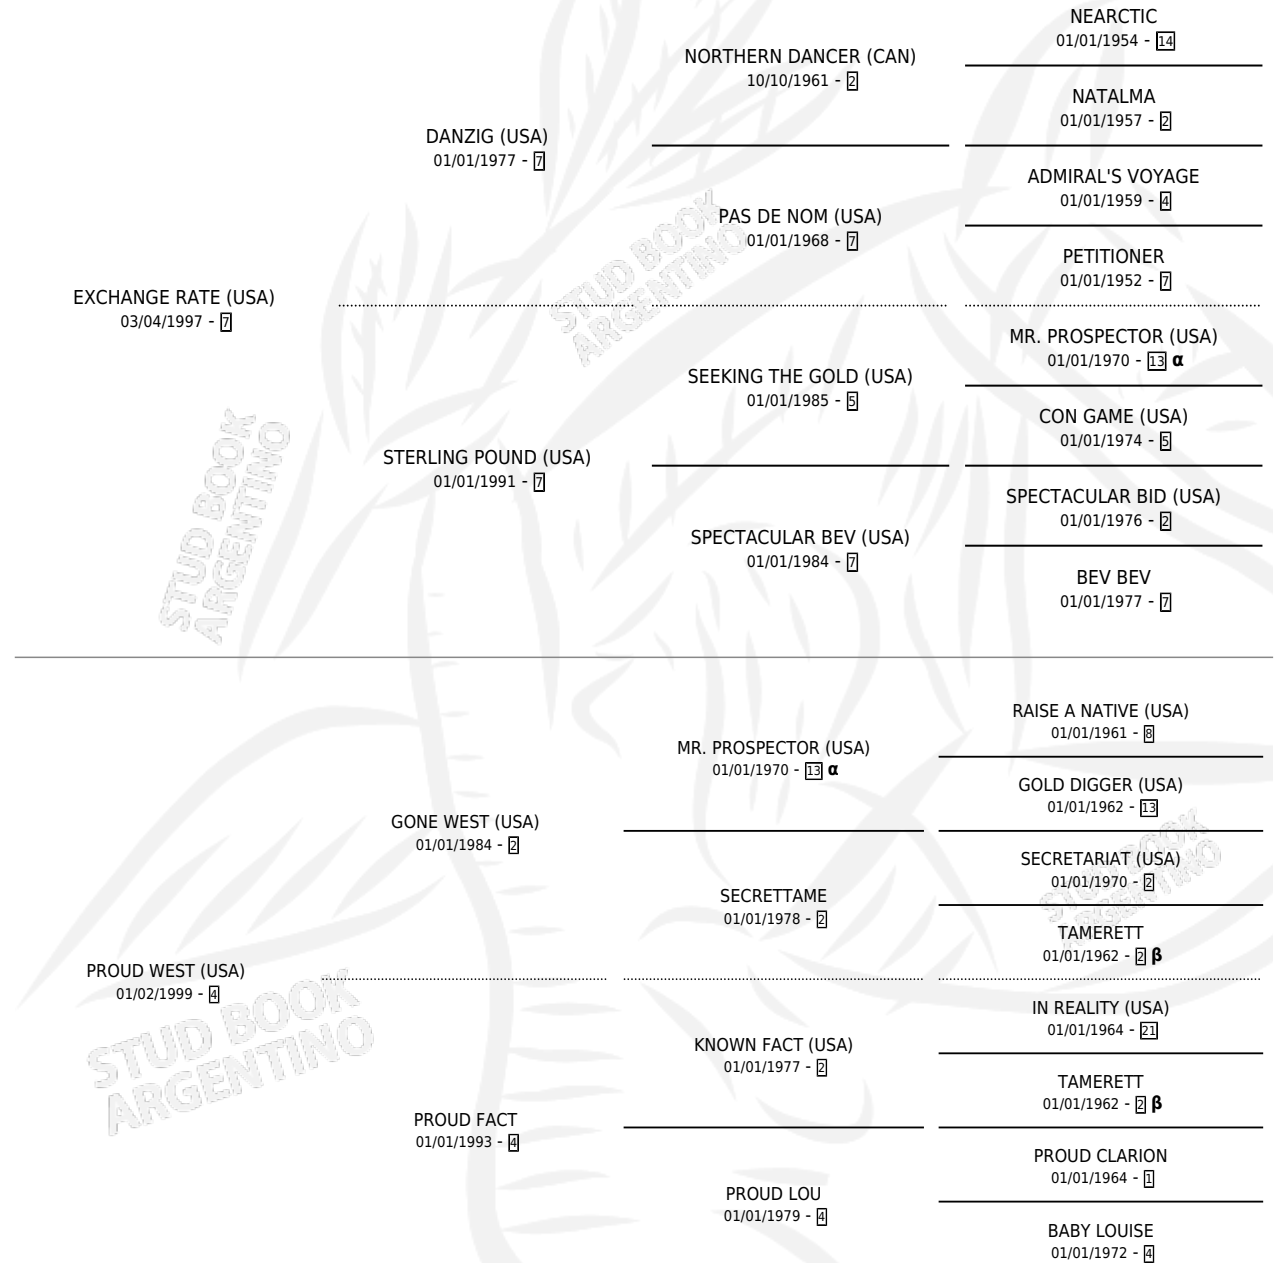 NEARCTIC
01/01/1954 - 14
NORTHERN DANCER (CAN)
10/10/1961 - 2
NATALMA
01/01/1957 - 2
DANZIG (USA)
01/01/1977 - 7
ADMIRAL'S VOYAGE
01/01/1959 - 4
PAS DE NOM (USA)
01/01/1968 - 7
PETITIONER
01/01/1952 - 7
EXCHANGE RATE (USA)
03/04/1997 - 7
MR. PROSPECTOR (USA)
01/01/1970 - 13 α
SEEKING THE GOLD (USA)
01/01/1985 - 5
CON GAME (USA)
01/01/1974 - 5
STERLING POUND (USA)
01/01/1991 - 7
SPECTACULAR BID (USA)
01/01/1976 - 2
SPECTACULAR BEV (USA)
01/01/1984 - 7
BEV BEV
01/01/1977 - 7
RAISE A NATIVE (USA)
01/01/1961 - 8
MR. PROSPECTOR (USA)
01/01/1970 - 13 α
GOLD DIGGER (USA)
01/01/1962 - 13
GONE WEST (USA)
01/01/1984 - 2
SECRETARIAT (USA)
01/01/1970 - 2
SECRETTAME
01/01/1978 - 2
TAMERETT
01/01/1962 - 2 β
PROUD WEST (USA)
01/02/1999 - 4
IN REALITY (USA)
01/01/1964 - 21
KNOWN FACT (USA)
01/01/1977 - 2
TAMERETT
01/01/1962 - 2 β
PROUD FACT
01/01/1993 - 4
PROUD CLARION
01/01/1964 - 1
PROUD LOU
01/01/1979 - 4
BABY LOUISE
01/01/1972 - 4
STUD BOOK
ARGENTINO
STUD BOOK
ARGENTINO
STUD BOOK
ARGENTINO
STUD BOOK
ARGENTINO